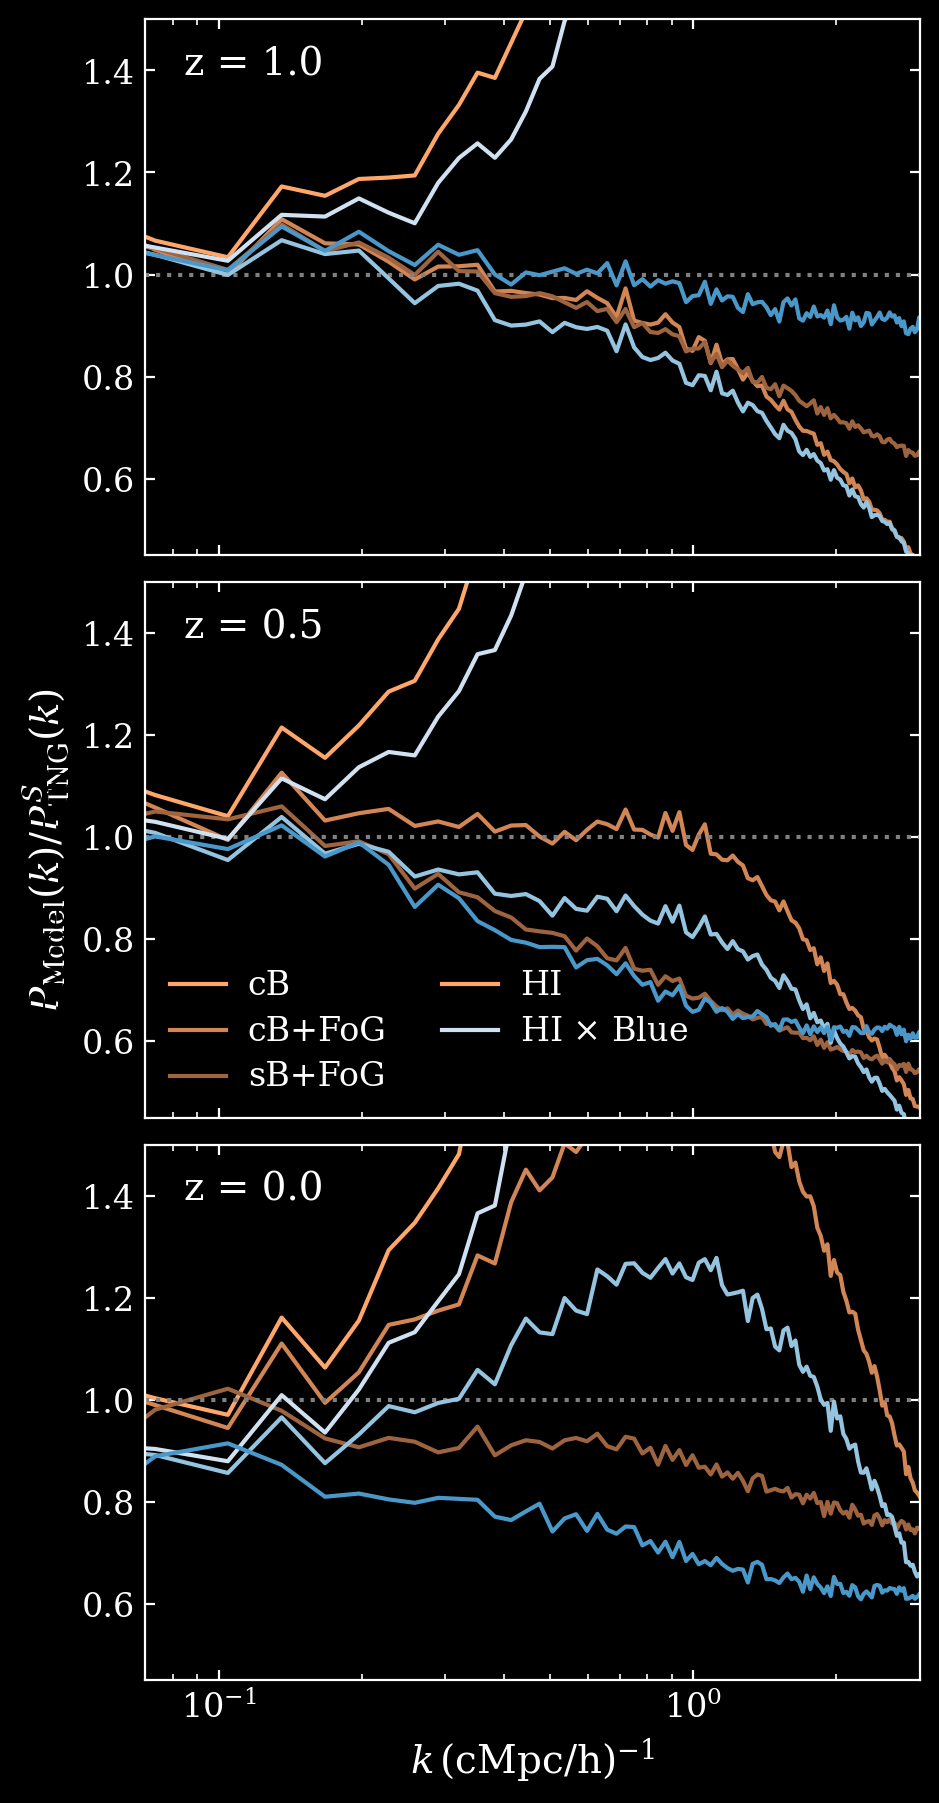 z = 1.0
1.4
1.2
1.0
0.8
0.6
z = 0.5
1.4
1.2
1.0
0.8
0.6
cB
cB+FoG
sB+FoG
HI
HI × Blue
z = 0.0
1.4
1.2
1.0
0.8
0.6
P_Model(k)/P^S_TNG(k)
10⁻¹
10⁰
k (cMpc/h)⁻¹